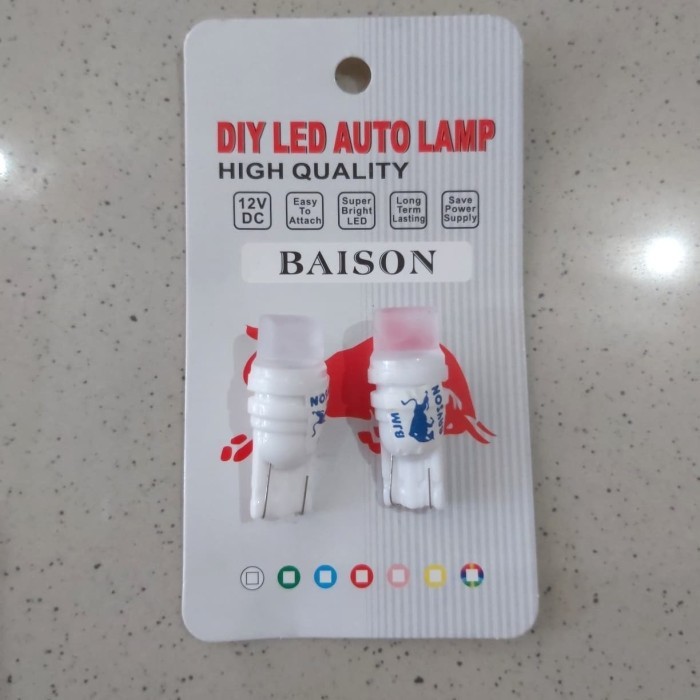 DIY LED AUTO LAMP
HIGH QUALITY
12V
DC
Easy
To
Attach
Super
Bright
LED
Long
Term
Lasting
Save
Power
Supply
BAISON
BJM